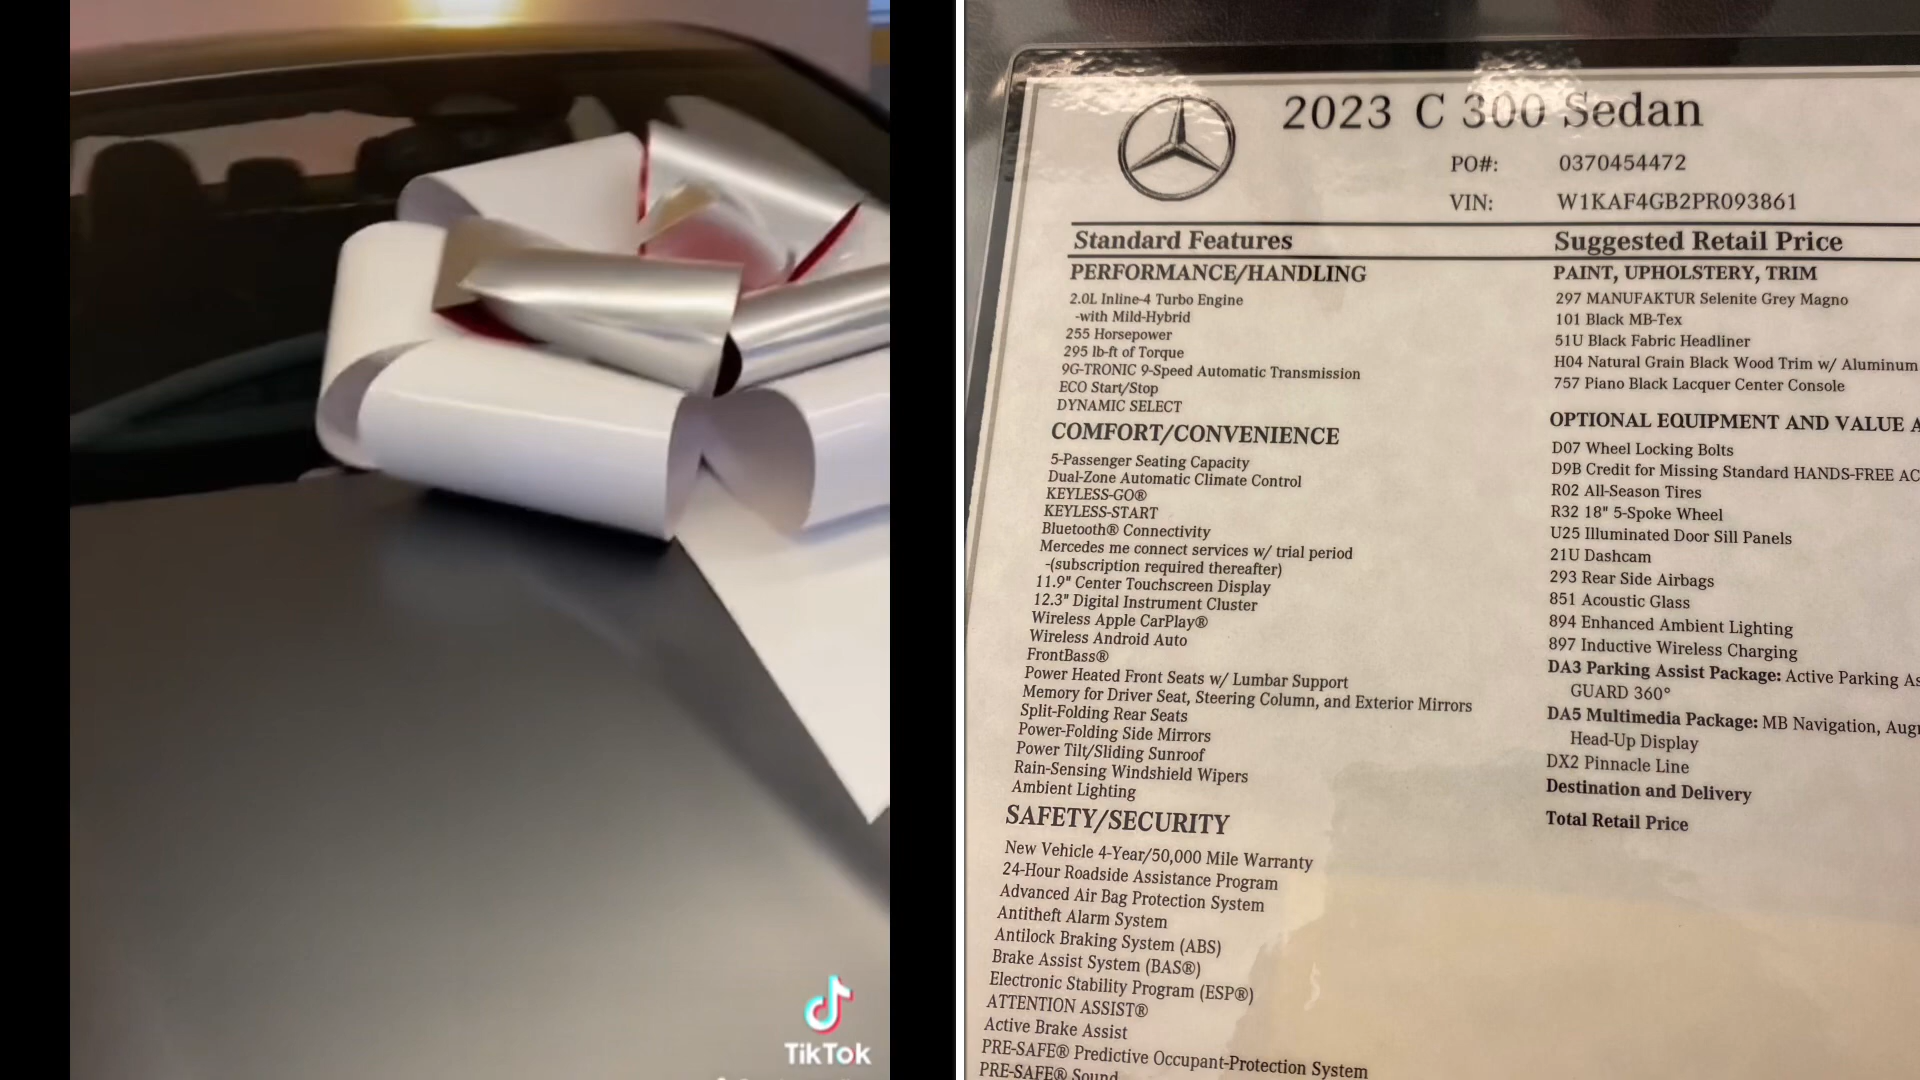 TikTok
2023 C 300 Sedan
PO#: 0370454472
VIN: W1KAF4GB2PR093861
Standard Features
PERFORMANCE/HANDLING
2.0L Inline-4 Turbo Engine
-with Mild-Hybrid
255 Horsepower
295 lb-ft of Torque
9G-TRONIC 9-Speed Automatic Transmission
ECO Start/Stop
DYNAMIC SELECT
COMFORT/CONVENIENCE
5-Passenger Seating Capacity
Dual-Zone Automatic Climate Control
KEYLESS-GO®
KEYLESS-START
Bluetooth® Connectivity
Mercedes me connect services w/ trial period
-(subscription required thereafter)
11.9" Center Touchscreen Display
12.3" Digital Instrument Cluster
Wireless Apple CarPlay®
Wireless Android Auto
FrontBass®
Power Heated Front Seats w/ Lumbar Support
Memory for Driver Seat, Steering Column, and Exterior Mirrors
Split-Folding Rear Seats
Power-Folding Side Mirrors
Power Tilt/Sliding Sunroof
Rain-Sensing Windshield Wipers
Ambient Lighting
SAFETY/SECURITY
New Vehicle 4-Year/50,000 Mile Warranty
24-Hour Roadside Assistance Program
Advanced Air Bag Protection System
Antitheft Alarm System
Antilock Braking System (ABS)
Brake Assist System (BAS®)
Electronic Stability Program (ESP®)
ATTENTION ASSIST®
Active Brake Assist
PRE-SAFE® Predictive Occupant-Protection System
PRE-SAFE® Sound
Suggested Retail Price
PAINT, UPHOLSTERY, TRIM
297 MANUFAKTUR Selenite Grey Magno
101 Black MB-Tex
51U Black Fabric Headliner
H04 Natural Grain Black Wood Trim w/ Aluminum
757 Piano Black Lacquer Center Console
OPTIONAL EQUIPMENT AND VALUE A
D07 Wheel Locking Bolts
D9B Credit for Missing Standard HANDS-FREE AC
R02 All-Season Tires
R32 18" 5-Spoke Wheel
U25 Illuminated Door Sill Panels
21U Dashcam
293 Rear Side Airbags
851 Acoustic Glass
894 Enhanced Ambient Lighting
897 Inductive Wireless Charging
DA3 Parking Assist Package: Active Parking As
GUARD 360°
DA5 Multimedia Package: MB Navigation, Aug
Head-Up Display
DX2 Pinnacle Line
Destination and Delivery
Total Retail Price